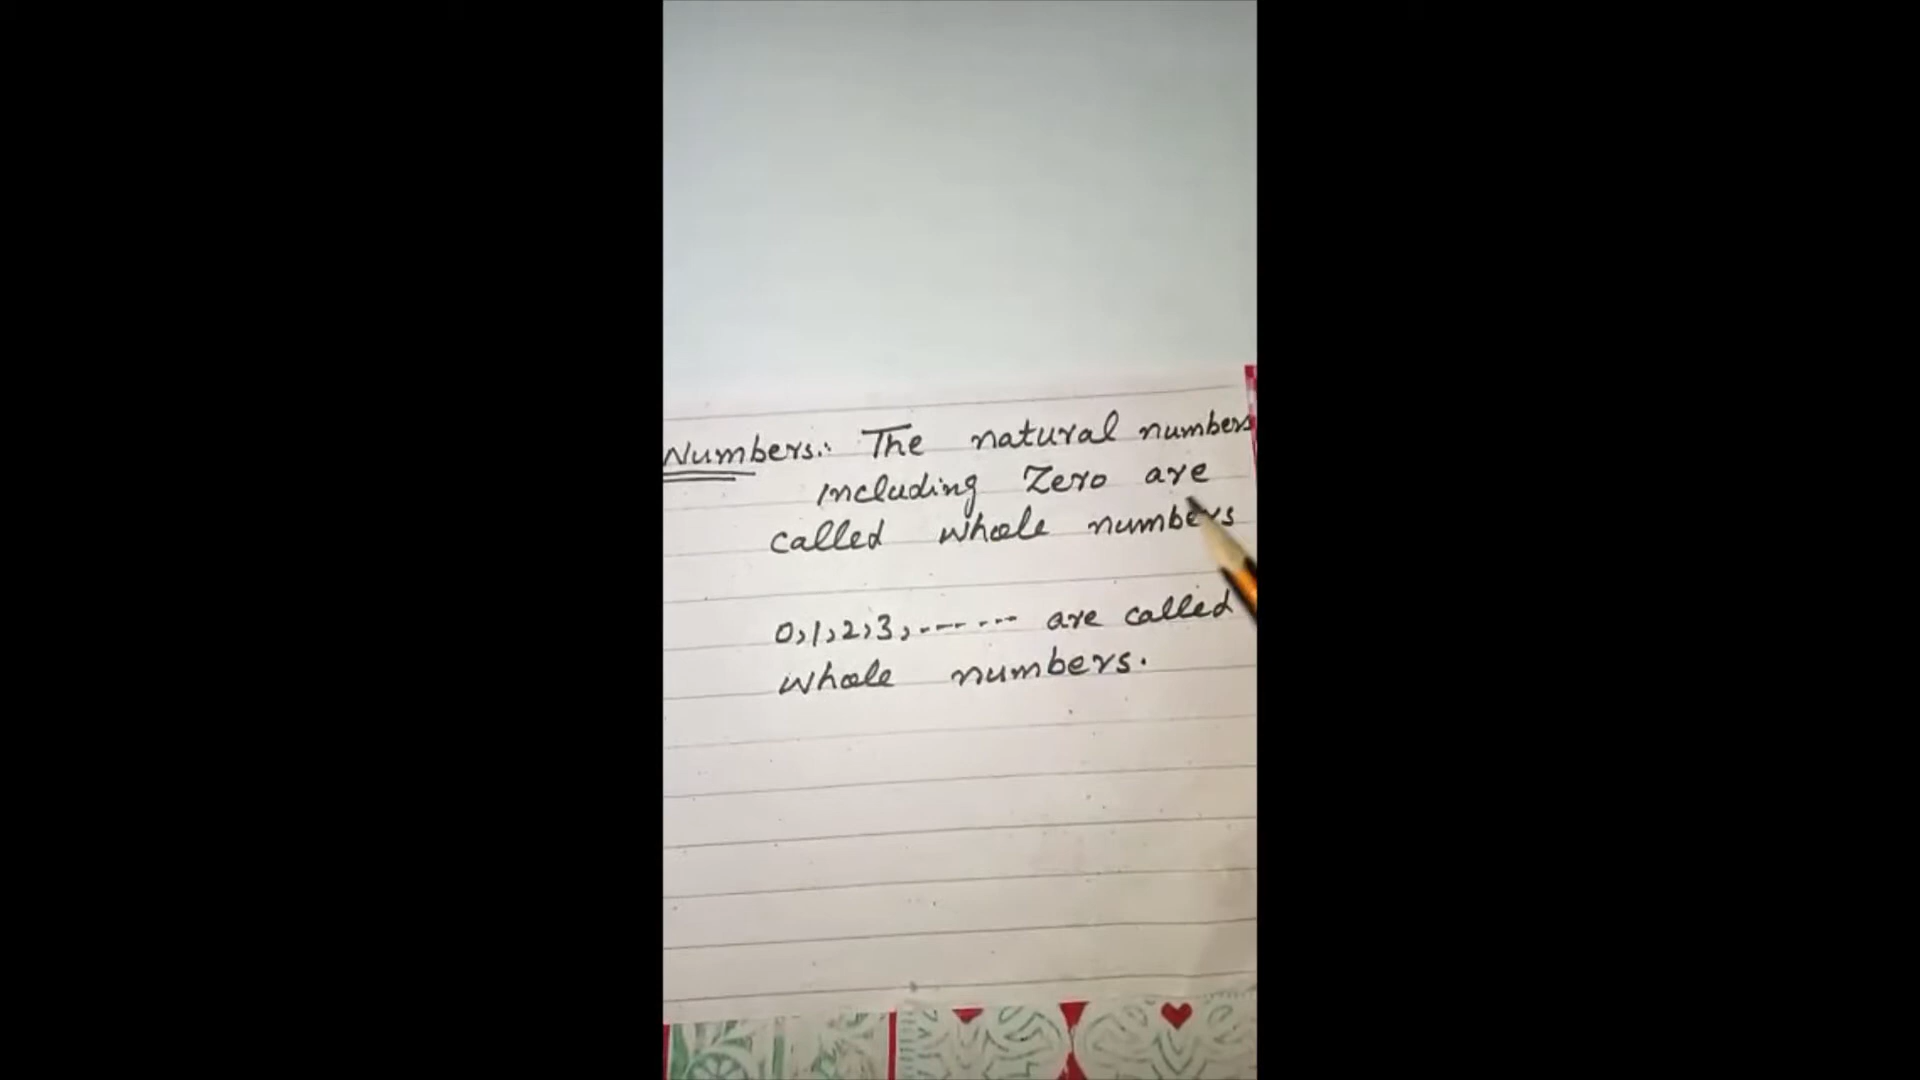 Numbers:. The natural numbers
including Zero are
called whole numbers
0,1,2,3,------ are called
whole numbers.